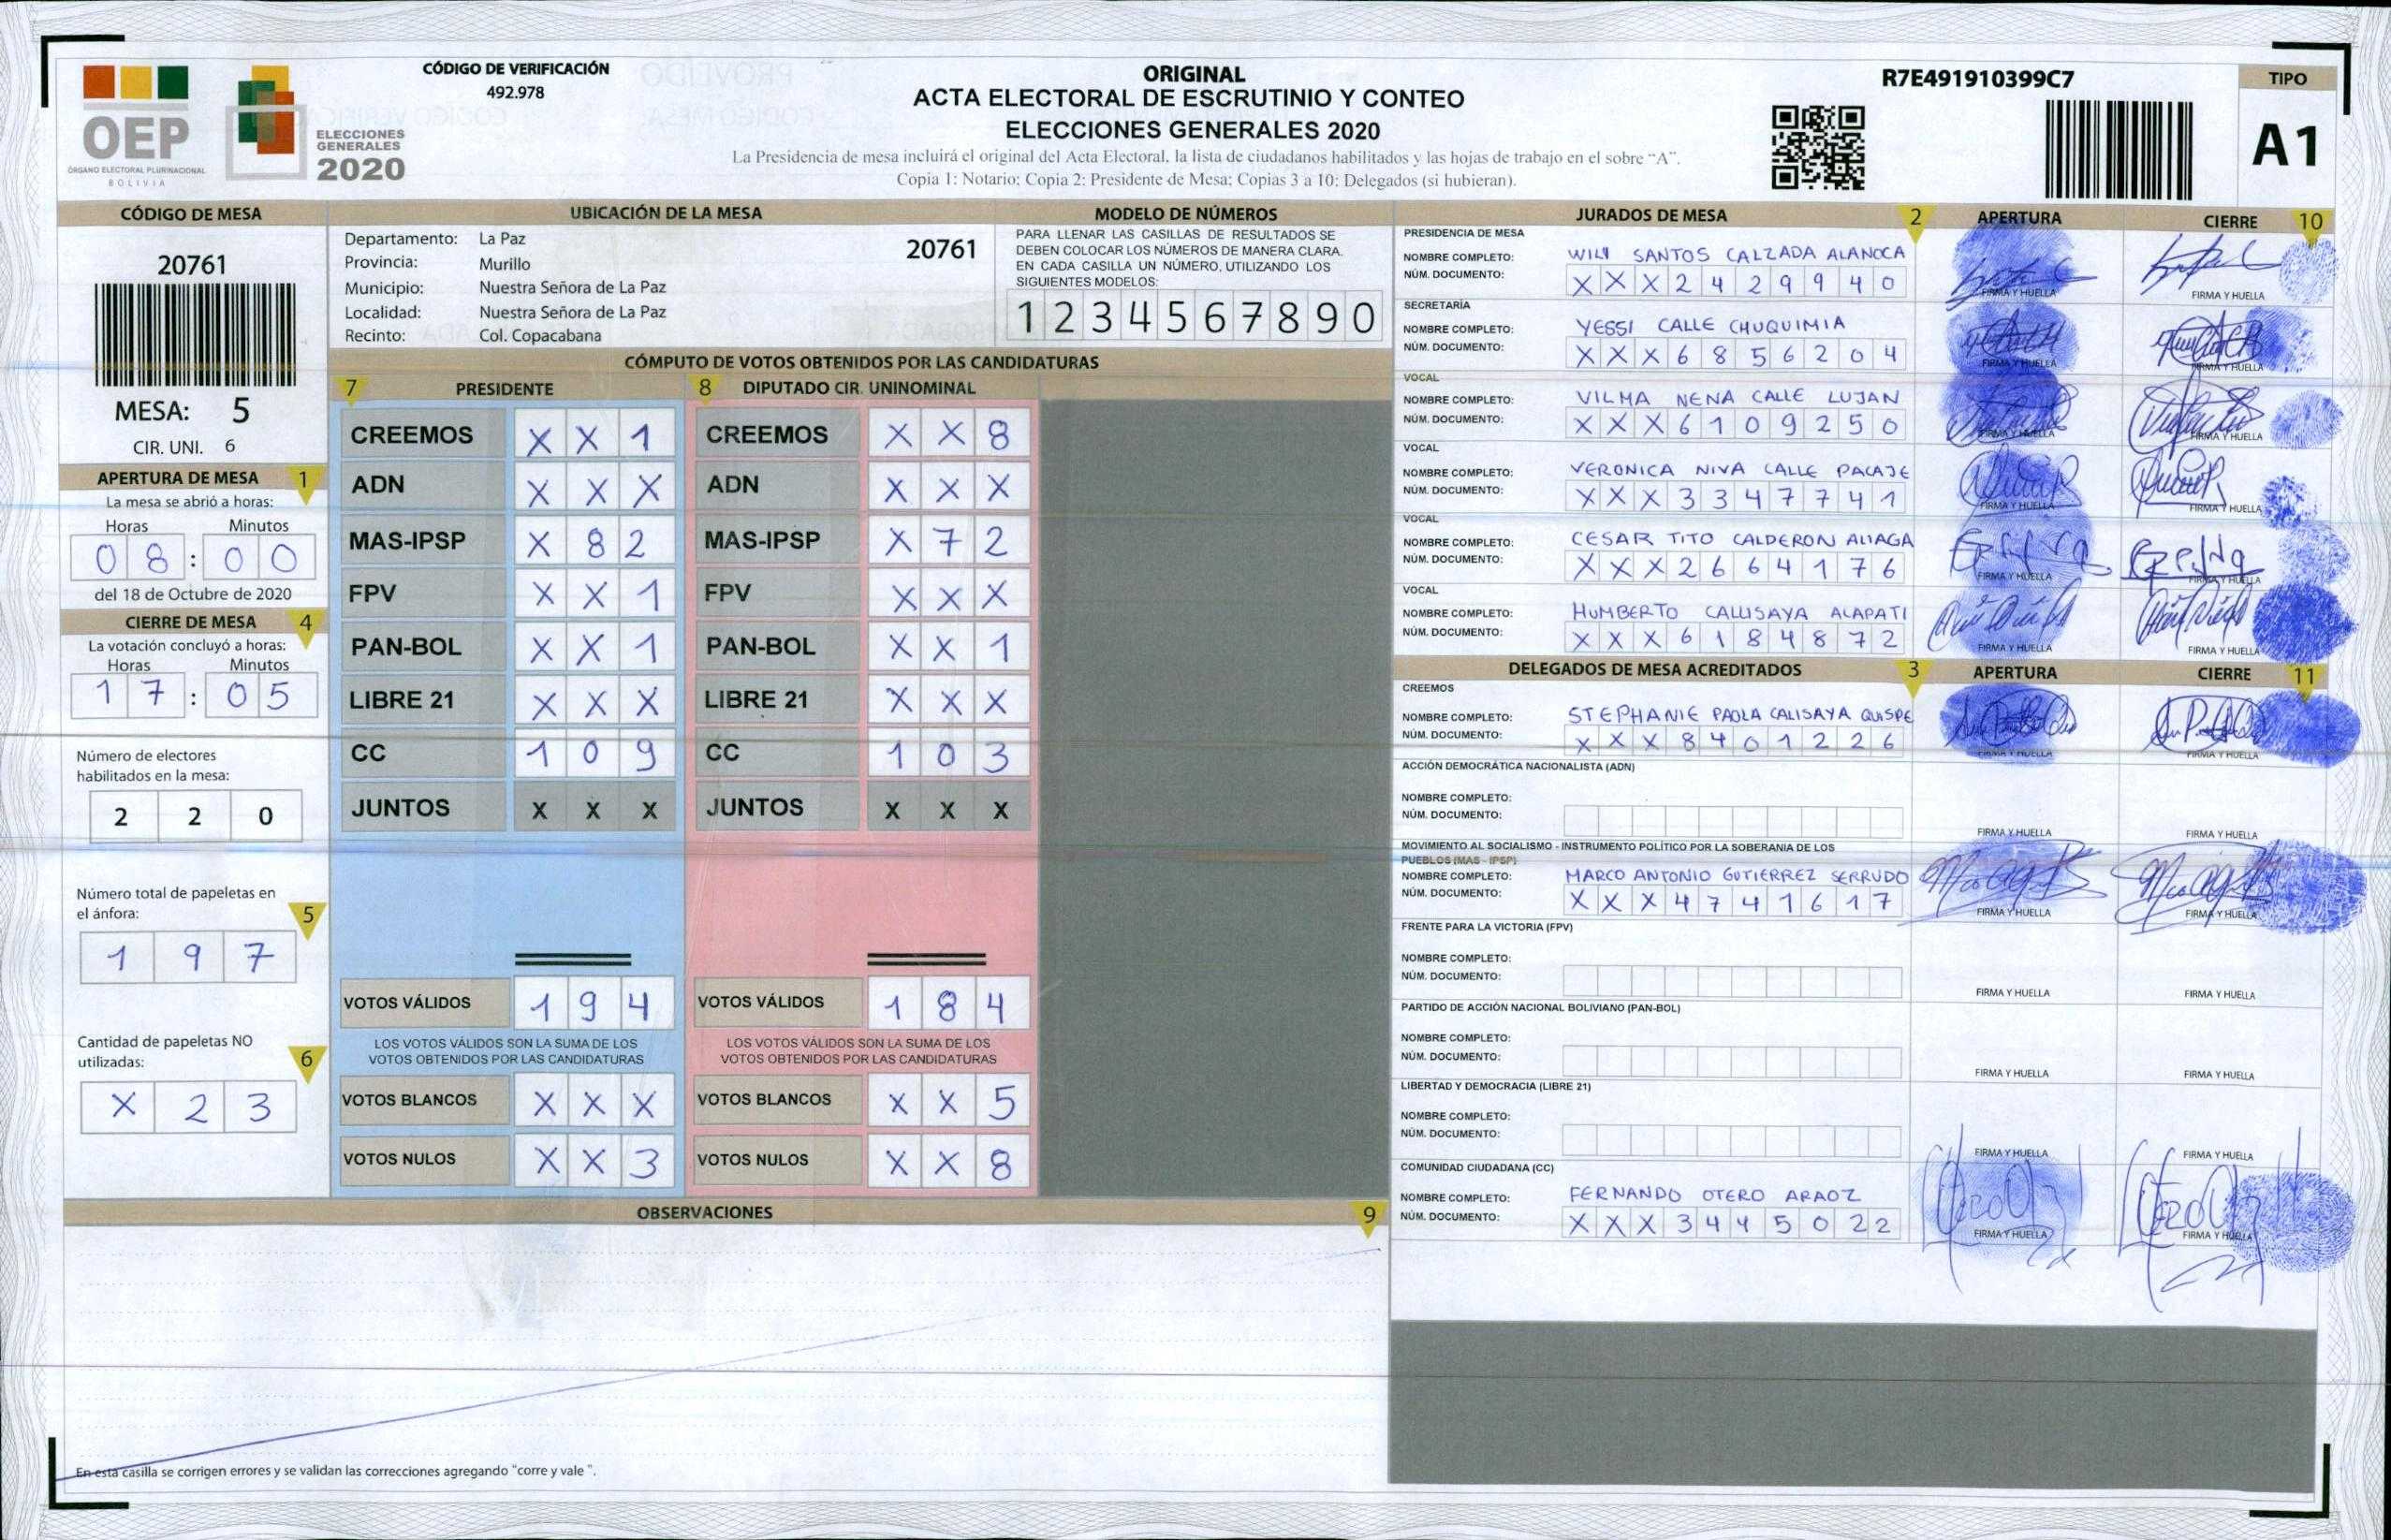 CÓDIGO DE VERIFICACIÓN
492.978
OEP
ÓRGANO ELECTORAL PLURINACIONAL
BOLIVIA
ELECCIONES
GENERALES
2020
ORIGINAL
ACTA ELECTORAL DE ESCRUTINIO Y CONTEO
ELECCIONES GENERALES 2020
La Presidencia de mesa incluirá el original del Acta Electoral, la lista de ciudadanos habilitados y las hojas de trabajo en el sobre “A”.
Copia 1: Notario; Copia 2: Presidente de Mesa; Copias 3 a 10: Delegados (si hubieran).
R7E491910399C7
TIPO
A1
CÓDIGO DE MESA
20761
MESA: 5
CIR. UNI. 6
APERTURA DE MESA 1
La mesa se abrió a horas:
Horas Minutos
0 8 : 0 0
del 18 de Octubre de 2020
CIERRE DE MESA 4
La votación concluyó a horas:
Horas Minutos
1 7 : 0 5
Número de electores
habilitados en la mesa:
2 2 0
Número total de papeletas en
el ánfora:
5
1 9 7
Cantidad de papeletas NO
utilizadas:
6
X 2 3
UBICACIÓN DE LA MESA
Departamento: La Paz
20761
Provincia: Murillo
Municipio: Nuestra Señora de La Paz
Localidad: Nuestra Señora de La Paz
Recinto: Col. Copacabana
MODELO DE NÚMEROS
PARA LLENAR LAS CASILLAS DE RESULTADOS SE
DEBEN COLOCAR LOS NÚMEROS DE MANERA CLARA.
EN CADA CASILLA UN NÚMERO, UTILIZANDO LOS
SIGUIENTES MODELOS:
1 2 3 4 5 6 7 8 9 0
CÓMPUTO DE VOTOS OBTENIDOS POR LAS CANDIDATURAS
7 PRESIDENTE
CREEMOS X X 1
ADN X X X
MAS-IPSP X 8 2
FPV X X 1
PAN-BOL X X 1
LIBRE 21 X X X
CC 1 0 9
JUNTOS X X X
VOTOS VÁLIDOS 1 9 4
LOS VOTOS VÁLIDOS SON LA SUMA DE LOS
VOTOS OBTENIDOS POR LAS CANDIDATURAS
VOTOS BLANCOS X X X
VOTOS NULOS X X 3
8 DIPUTADO CIR. UNINOMINAL
CREEMOS X X 8
ADN X X X
MAS-IPSP X 7 2
FPV X X X
PAN-BOL X X 1
LIBRE 21 X X X
CC 1 0 3
JUNTOS X X X
VOTOS VÁLIDOS 1 8 4
LOS VOTOS VÁLIDOS SON LA SUMA DE LOS
VOTOS OBTENIDOS POR LAS CANDIDATURAS
VOTOS BLANCOS X X 5
VOTOS NULOS X X 8
OBSERVACIONES 9
En esta casilla se corrigen errores y se validan las correcciones agregando “corre y vale ”.
JURADOS DE MESA 2 APERTURA CIERRE 10
PRESIDENCIA DE MESA
NOMBRE COMPLETO: WILY SANTOS CALZADA ALANOCA
NÚM. DOCUMENTO: X X X 2 4 2 9 9 4 0
FIRMA Y HUELLA FIRMA Y HUELLA
SECRETARÍA
NOMBRE COMPLETO: YESSI CALLE CHUQUIMIA
NÚM. DOCUMENTO: X X X 6 8 5 6 2 0 4
FIRMA Y HUELLA FIRMA Y HUELLA
VOCAL
NOMBRE COMPLETO: VILMA NENA CALLE LUJAN
NÚM. DOCUMENTO: X X X 6 1 0 9 2 5 0
FIRMA Y HUELLA FIRMA Y HUELLA
VOCAL
NOMBRE COMPLETO: VERONICA NIVA CALLE PACAJE
NÚM. DOCUMENTO: X X X 3 3 4 7 7 4 1
FIRMA Y HUELLA FIRMA Y HUELLA
VOCAL
NOMBRE COMPLETO: CESAR TITO CALDERON ALIAGA
NÚM. DOCUMENTO: X X X 2 6 6 4 1 7 6
FIRMA Y HUELLA FIRMA Y HUELLA
VOCAL
NOMBRE COMPLETO: HUMBERTO CALLISAYA ALAPATI
NÚM. DOCUMENTO: X X X 6 1 8 4 8 7 2
FIRMA Y HUELLA FIRMA Y HUELLA
DELEGADOS DE MESA ACREDITADOS 3 APERTURA CIERRE 11
CREEMOS
NOMBRE COMPLETO: STEPHANIE PAOLA CALISAYA QUISPE
NÚM. DOCUMENTO: X X X 8 4 0 1 2 2 6
FIRMA Y HUELLA FIRMA Y HUELLA
ACCIÓN DEMOCRÁTICA NACIONALISTA (ADN)
NOMBRE COMPLETO:
NÚM. DOCUMENTO:
FIRMA Y HUELLA FIRMA Y HUELLA
MOVIMIENTO AL SOCIALISMO - INSTRUMENTO POLÍTICO POR LA SOBERANIA DE LOS
PUEBLOS (MAS - IPSP)
NOMBRE COMPLETO: MARCO ANTONIO GUTIERREZ SERRUDO
NÚM. DOCUMENTO: X X X 4 7 4 1 6 1 7
FIRMA Y HUELLA FIRMA Y HUELLA
FRENTE PARA LA VICTORIA (FPV)
NOMBRE COMPLETO:
NÚM. DOCUMENTO:
FIRMA Y HUELLA FIRMA Y HUELLA
PARTIDO DE ACCIÓN NACIONAL BOLIVIANO (PAN-BOL)
NOMBRE COMPLETO:
NÚM. DOCUMENTO:
FIRMA Y HUELLA FIRMA Y HUELLA
LIBERTAD Y DEMOCRACIA (LIBRE 21)
NOMBRE COMPLETO:
NÚM. DOCUMENTO:
FIRMA Y HUELLA FIRMA Y HUELLA
COMUNIDAD CIUDADANA (CC)
NOMBRE COMPLETO: FERNANDO OTERO ARAOZ
NÚM. DOCUMENTO: X X X 3 4 4 5 0 2 2
FIRMA Y HUELLA FIRMA Y HUELLA